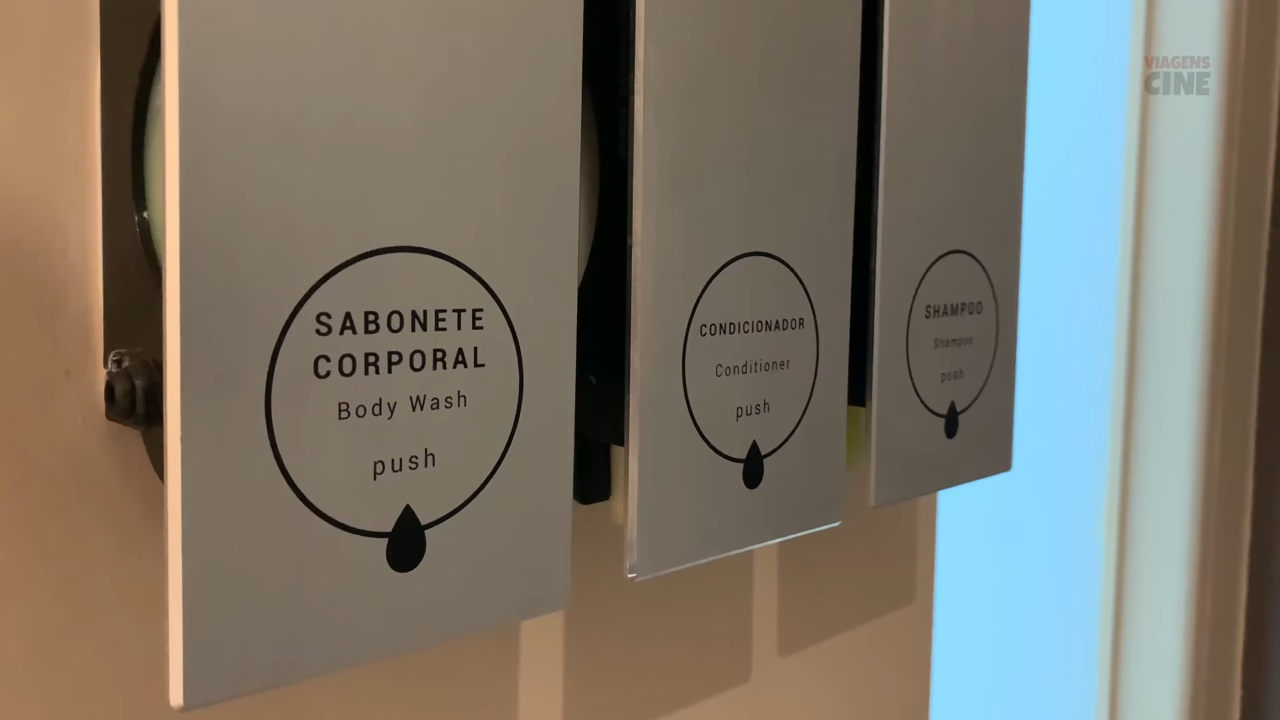 VIAGENS
CINE
SABONETE
CORPORAL
Body Wash
push
CONDICIONADOR
Conditioner
push
SHAMPOO
Shampoo
push